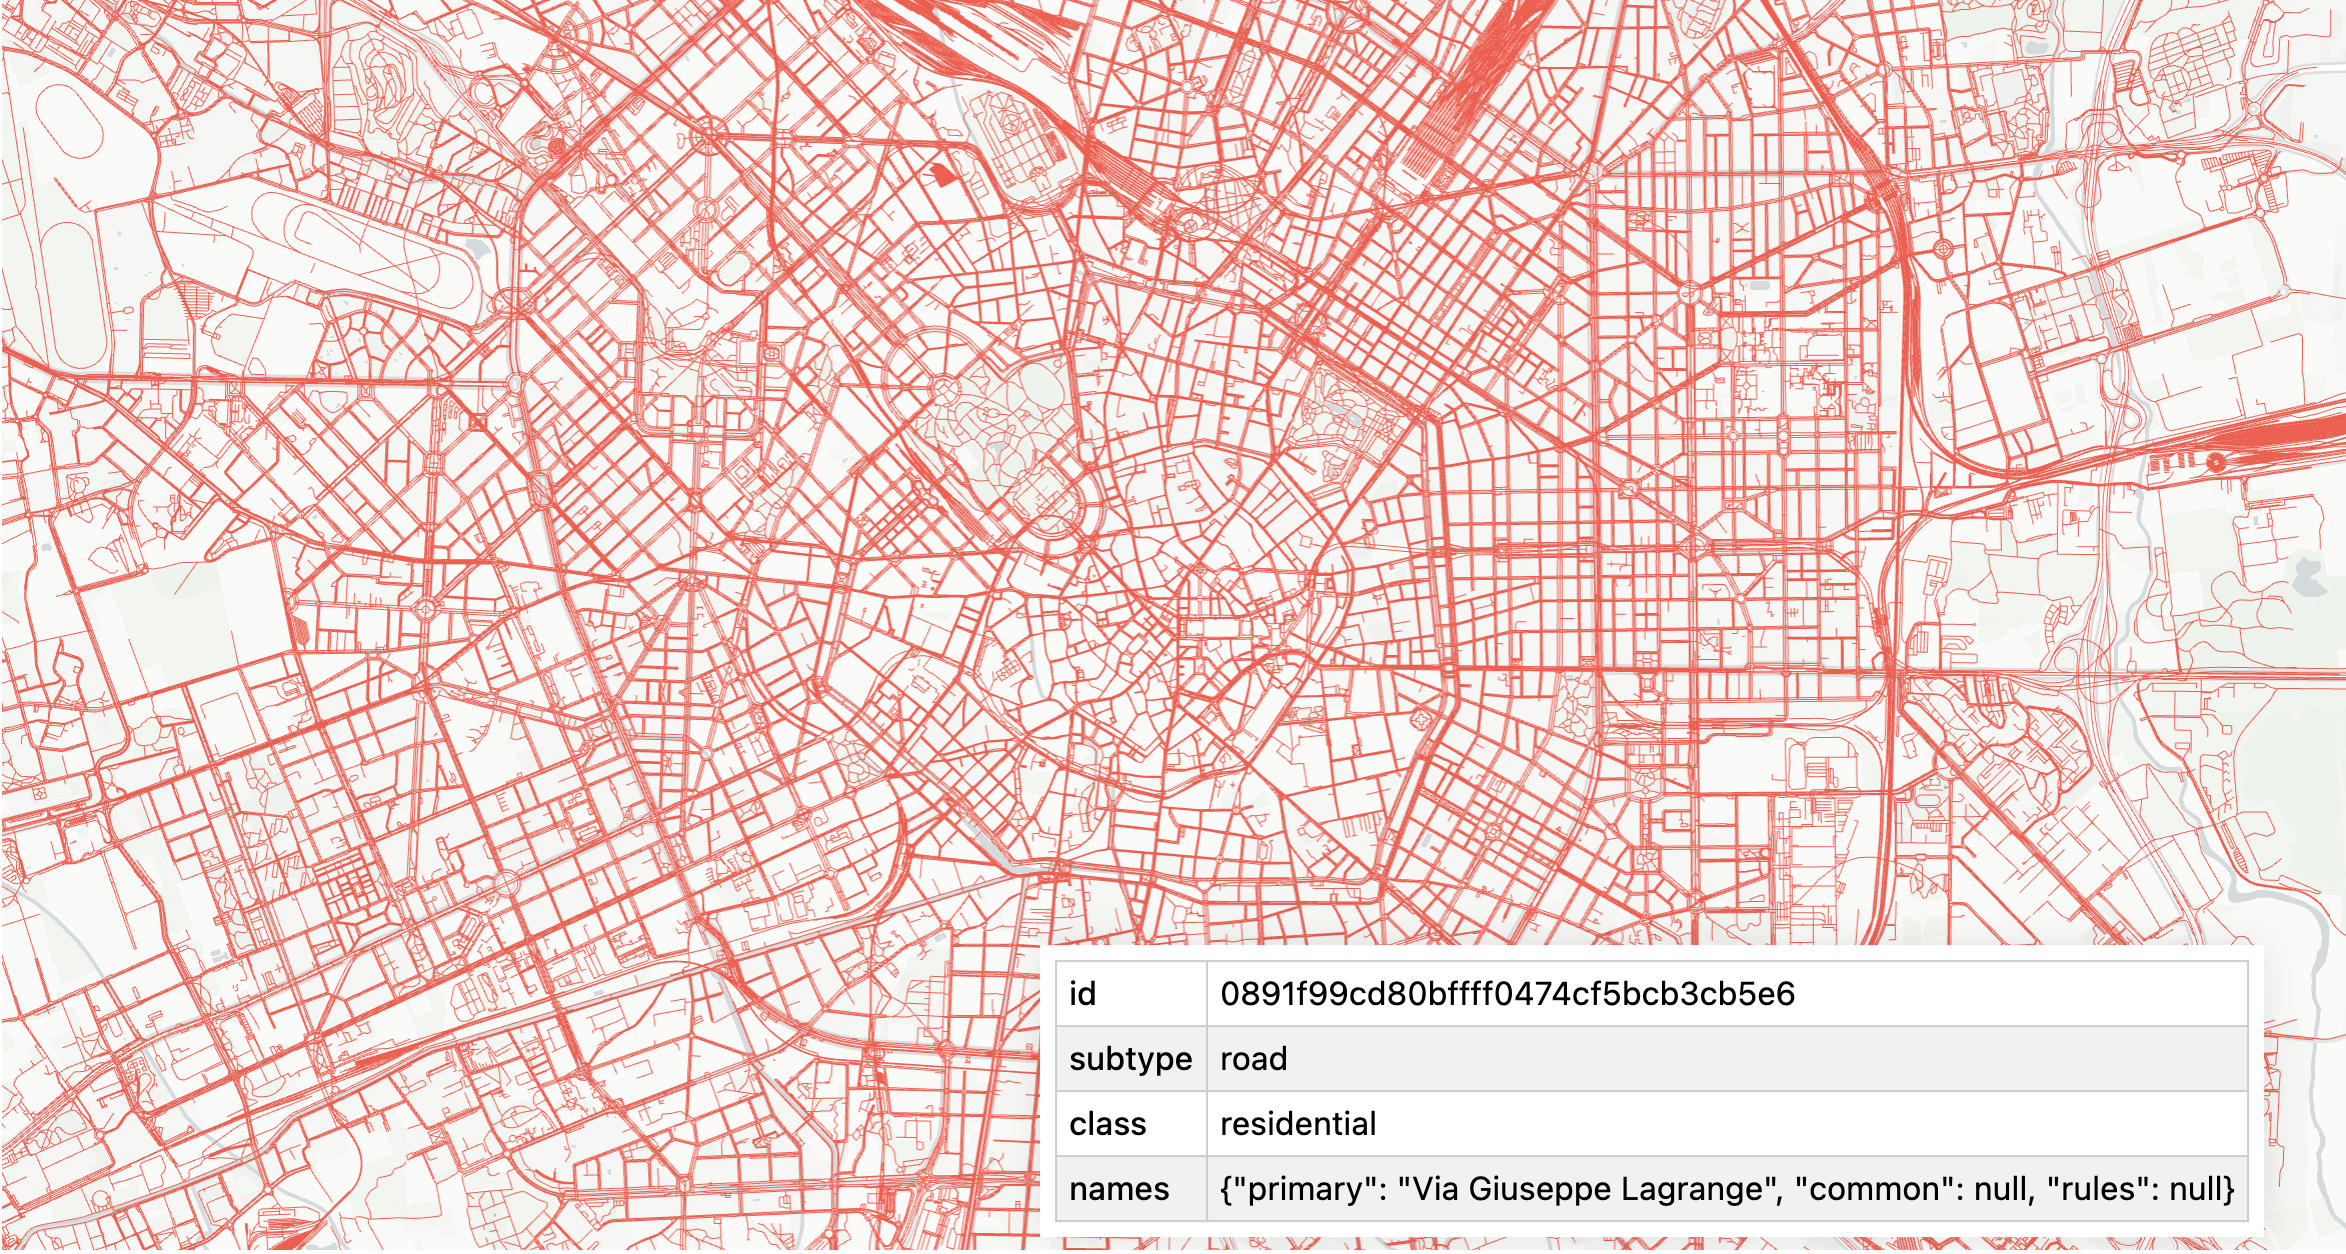 id 0891f99cd80bffff0474cf5bcb3cb5e6
subtype road
class residential
names {"primary": "Via Giuseppe Lagrange", "common": null, "rules": null}